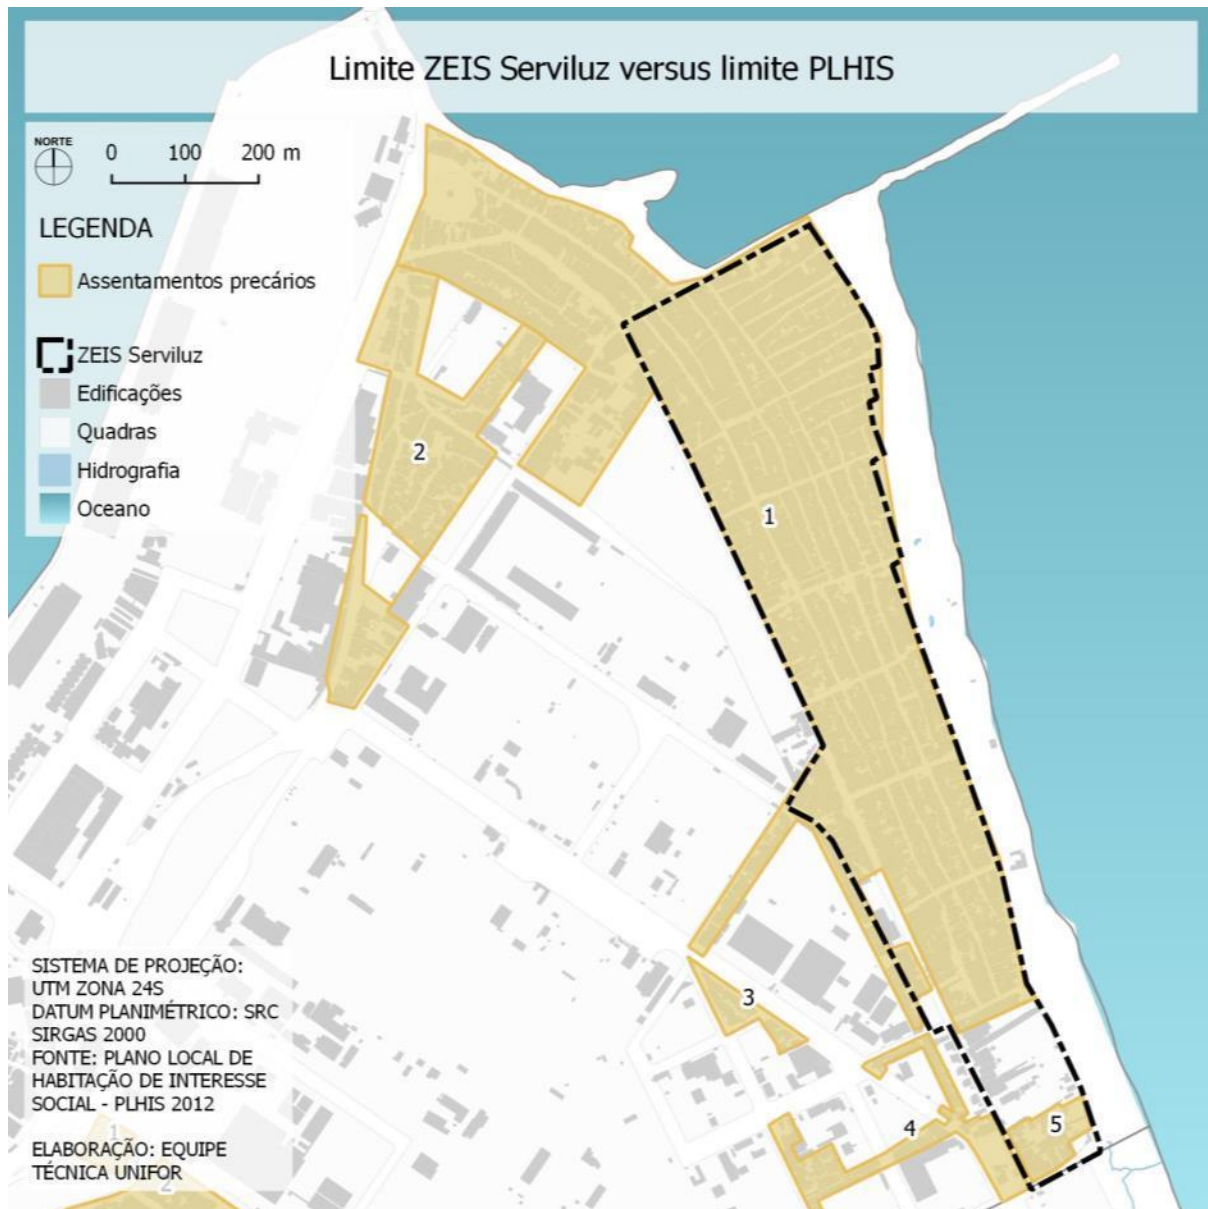 Limite ZEIS Serviluz versus limite PLHIS
NORTE
0 100 200 m
LEGENDA
Assentamentos precários
ZEIS Serviluz
Edificações
Quadras
Hidrografia
Oceano
2
1
3
4
5
SISTEMA DE PROJEÇÃO:
UTM ZONA 24S
DATUM PLANIMÉTRICO: SRC
SIRGAS 2000
FONTE: PLANO LOCAL DE
HABITAÇÃO DE INTERESSE
SOCIAL - PLHIS 2012
ELABORAÇÃO: EQUIPE
TÉCNICA UNIFOR
1
2